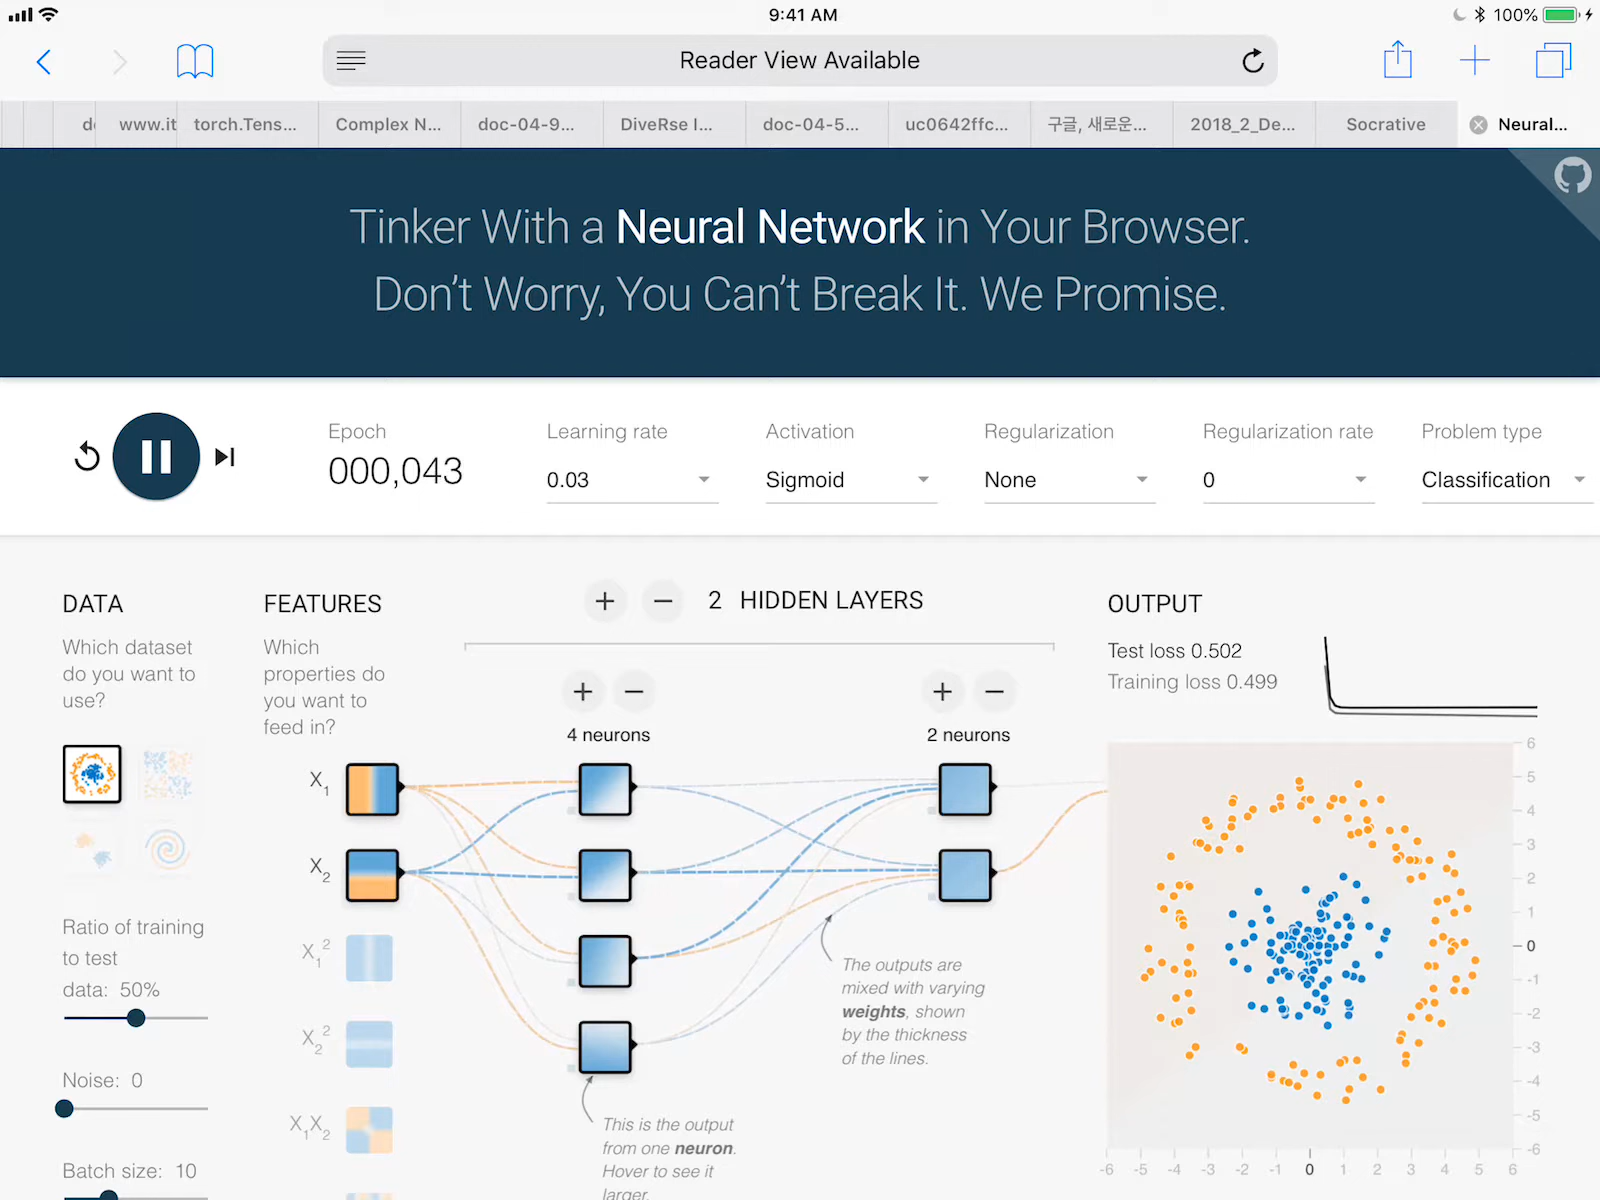 9:41 AM
100%
Reader View Available
www.it
torch.Tens...
Complex N...
doc-04-9...
DiveRse I...
doc-04-5...
uc0642ffc...
구글, 새로운...
2018_2_De...
Socrative
Neural...
Tinker With a Neural Network in Your Browser.
Don't Worry, You Can't Break It. We Promise.
Epoch
000,043
Learning rate
0.03
Activation
Sigmoid
Regularization
None
Regularization rate
0
Problem type
Classification
DATA
Which dataset
do you want to
use?
Ratio of training
to test
data: 50%
Noise: 0
Batch size: 10
FEATURES
Which
properties do
you want to
feed in?
X1
X2
X1²
X2²
X1X2
+ − 2 HIDDEN LAYERS
+ −
4 neurons
+ −
2 neurons
The outputs are
mixed with varying
weights, shown
by the thickness
of the lines.
This is the output
from one neuron.
Hover to see it
larger.
OUTPUT
Test loss 0.502
Training loss 0.499
6
5
4
3
2
1
0
-1
-2
-3
-4
-5
-6
-6 -5 -4 -3 -2 -1 0 1 2 3 4 5 6